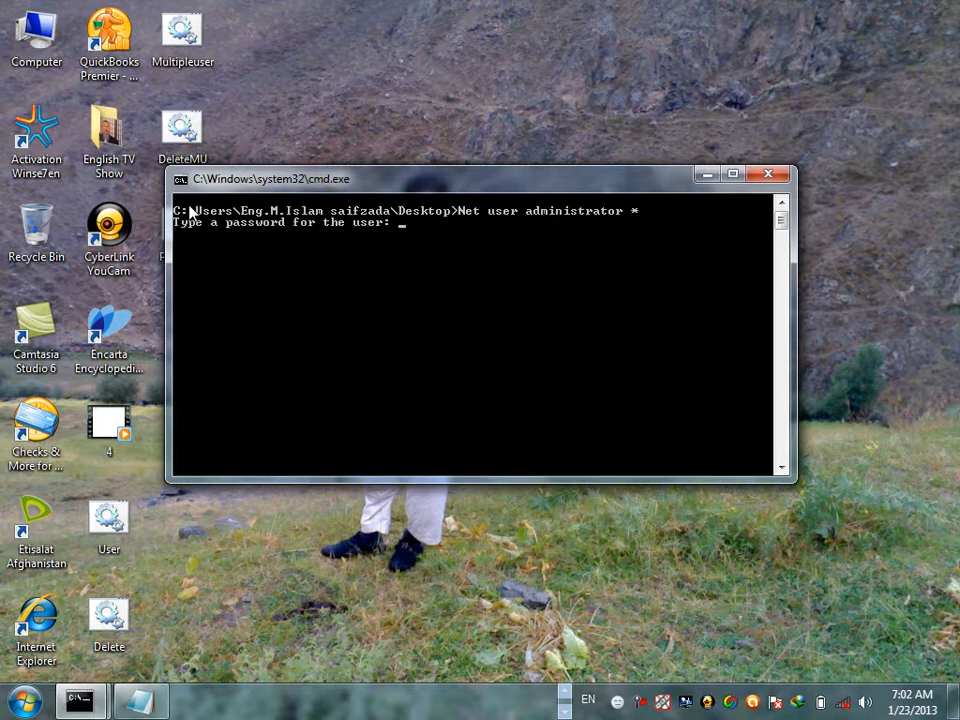 Computer
QuickBooks
Premier - ...
Multipleuser
Activation
Winse7en
English TV
Show
DeleteMU
Recycle Bin
CyberLink
YouCam
Camtasia
Studio 6
Encarta
Encyclopedi...
Checks &
More for ...
4
Etisalat
Afghanistan
User
Internet
Explorer
Delete
C:\Windows\system32\cmd.exe
C:\Users\Eng.M.Islam saifzada\Desktop>Net user administrator *
Type a password for the user: _
EN
7:02 AM
1/23/2013